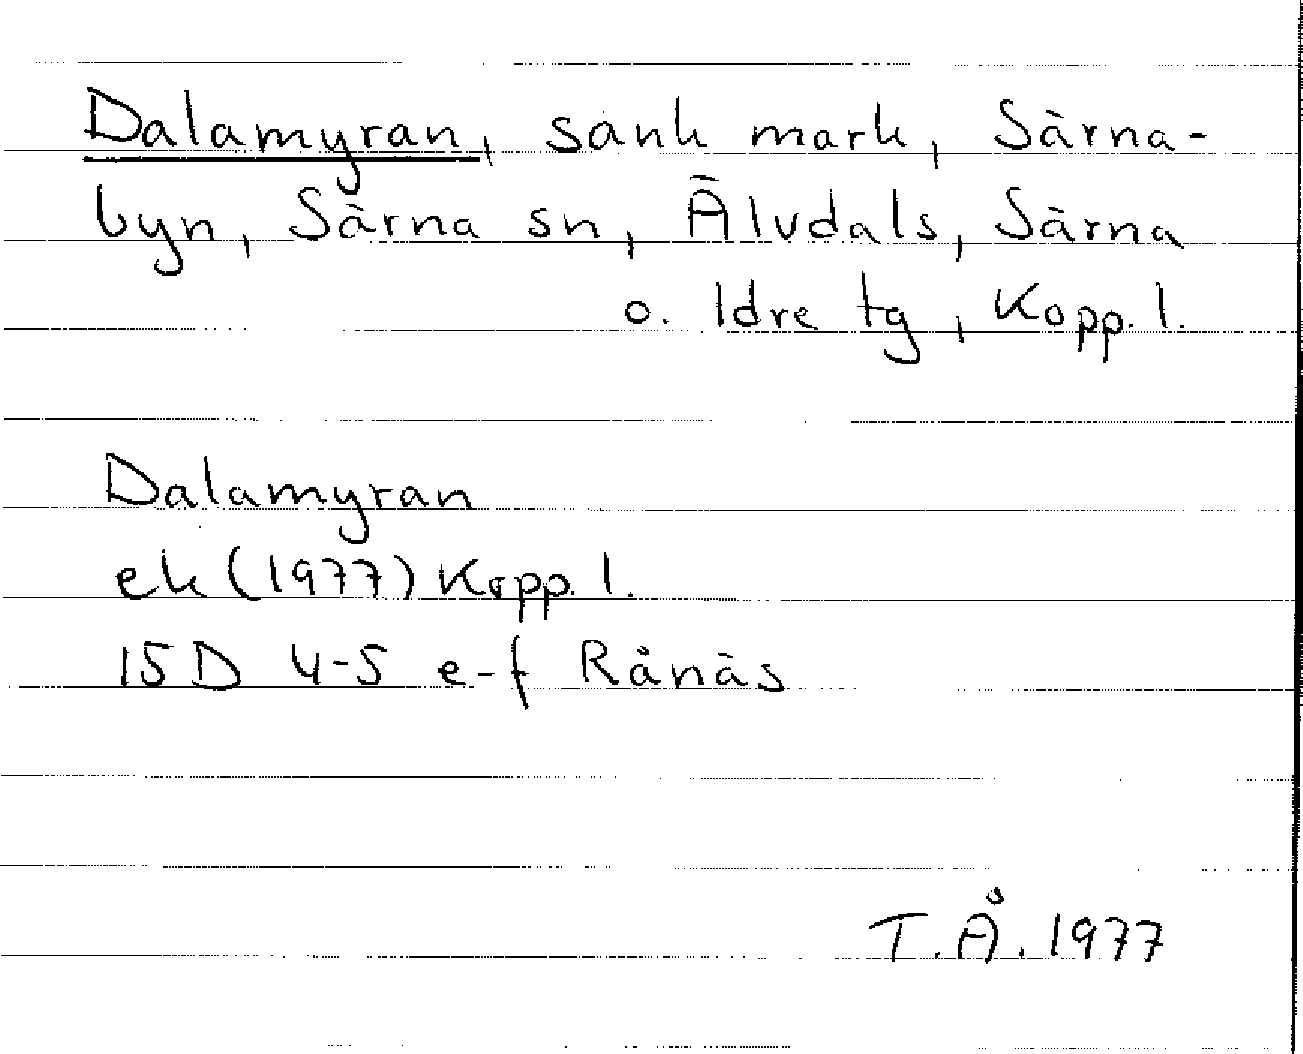 Dalamyran, sank mark, Särna-
byn, Särna sn, Älvdals, Särna
o. Idre tg, Kopp. l.
Dalamyran
ek (1977) Kopp. l.
15D 4-5 e-f Rånäs
T.Å. 1977